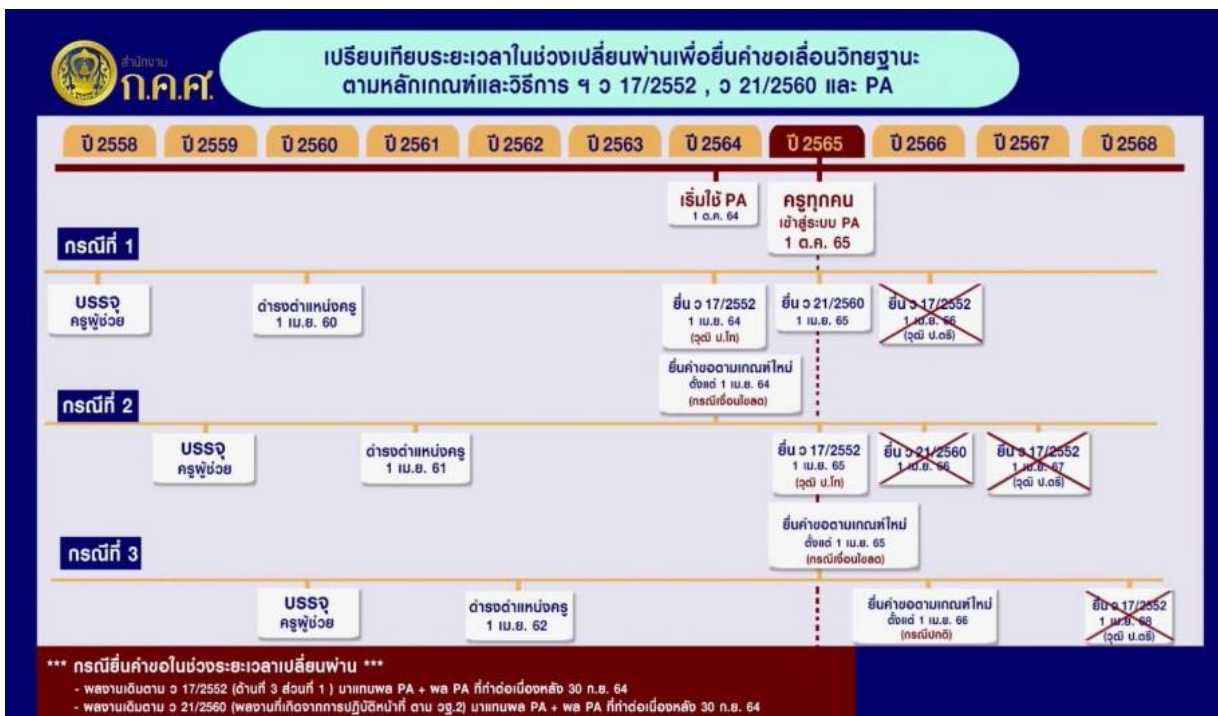 สำนักงาน
ก.ค.ศ.
เปรียบเทียบระยะเวลาในช่วงเปลี่ยนผ่านเพื่อยื่นคำขอเลื่อนวิทยฐานะ
ตามหลักเกณฑ์และวิธีการ ฯ ว 17/2552 , ว 21/2560 และ PA
ปี 2558
ปี 2559
ปี 2560
ปี 2561
ปี 2562
ปี 2563
ปี 2564
ปี 2565
ปี 2566
ปี 2567
ปี 2568
เริ่มใช้ PA
1 ต.ค. 64
ครูทุกคน
เข้าสู่ระบบ PA
1 ต.ค. 65
กรณีที่ 1
บรรจุ
ครูผู้ช่วย
ดำรงตำแหน่งครู
1 เม.ย. 60
ยื่น ว 17/2552
1 เม.ย. 64
(วุฒิ ป.โท)
ยื่น ว 21/2560
1 เม.ย. 65
ยื่น ว 17/2552
1 เม.ย. 66
(วุฒิ ป.ตรี)
ยื่นคำขอตามเกณฑ์ใหม่
ตั้งแต่ 1 เม.ย. 64
(กรณีเงื่อนไขลด)
กรณีที่ 2
บรรจุ
ครูผู้ช่วย
ดำรงตำแหน่งครู
1 เม.ย. 61
ยื่น ว 17/2552
1 เม.ย. 65
(วุฒิ ป.โท)
ยื่น ว 21/2560
1 เม.ย. 66
ยื่น ว 17/2552
1 เม.ย. 67
(วุฒิ ป.ตรี)
ยื่นคำขอตามเกณฑ์ใหม่
ตั้งแต่ 1 เม.ย. 65
(กรณีเงื่อนไขลด)
กรณีที่ 3
บรรจุ
ครูผู้ช่วย
ดำรงตำแหน่งครู
1 เม.ย. 62
ยื่นคำขอตามเกณฑ์ใหม่
ตั้งแต่ 1 เม.ย. 66
(กรณีปกติ)
ยื่น ว 17/2552
1 เม.ย. 68
(วุฒิ ป.ตรี)
*** กรณียื่นคำขอในช่วงระยะเวลาเปลี่ยนผ่าน ***
- ผลงานเดิมตาม ว 17/2552 (ด้านที่ 3 ส่วนที่ 1 ) มาแทนผล PA + ผล PA ที่ทำต่อเนื่องหลัง 30 ก.ย. 64
- ผลงานเดิมตาม ว 21/2560 (ผลงานที่เกิดจากการปฏิบัติหน้าที่ ตาม วฐ.2) มาแทนผล PA + ผล PA ที่ทำต่อเนื่องหลัง 30 ก.ย. 64